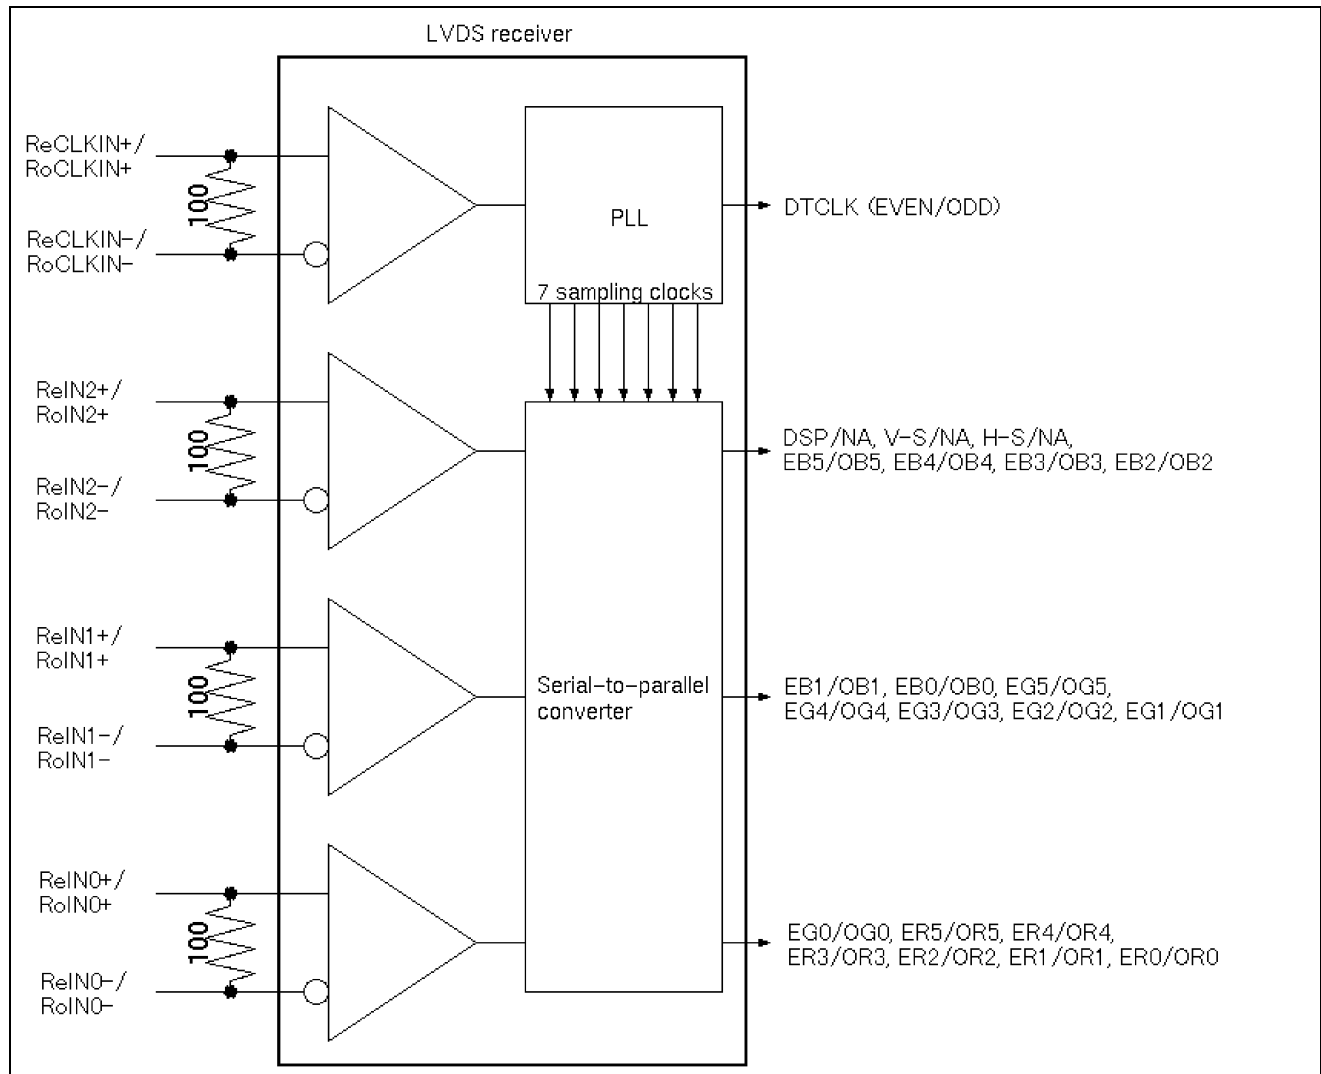 LVDS receiver
ReCLKIN+/
RoCLKIN+
100
ReCLKIN-/
RoCLKIN-
PLL
7 sampling clocks
DTCLK (EVEN/ODD)
ReIN2+/
RoIN2+
100
ReIN2-/
RoIN2-
DSP/NA, V-S/NA, H-S/NA,
EB5/OB5, EB4/OB4, EB3/OB3, EB2/OB2
ReIN1+/
RoIN1+
100
ReIN1-/
RoIN1-
Serial-to-parallel
converter
EB1/OB1, EB0/OB0, EG5/OG5,
EG4/OG4, EG3/OG3, EG2/OG2, EG1/OG1
ReIN0+/
RoIN0+
100
ReIN0-/
RoIN0-
EG0/OG0, ER5/OR5, ER4/OR4,
ER3/OR3, ER2/OR2, ER1/OR1, ER0/OR0